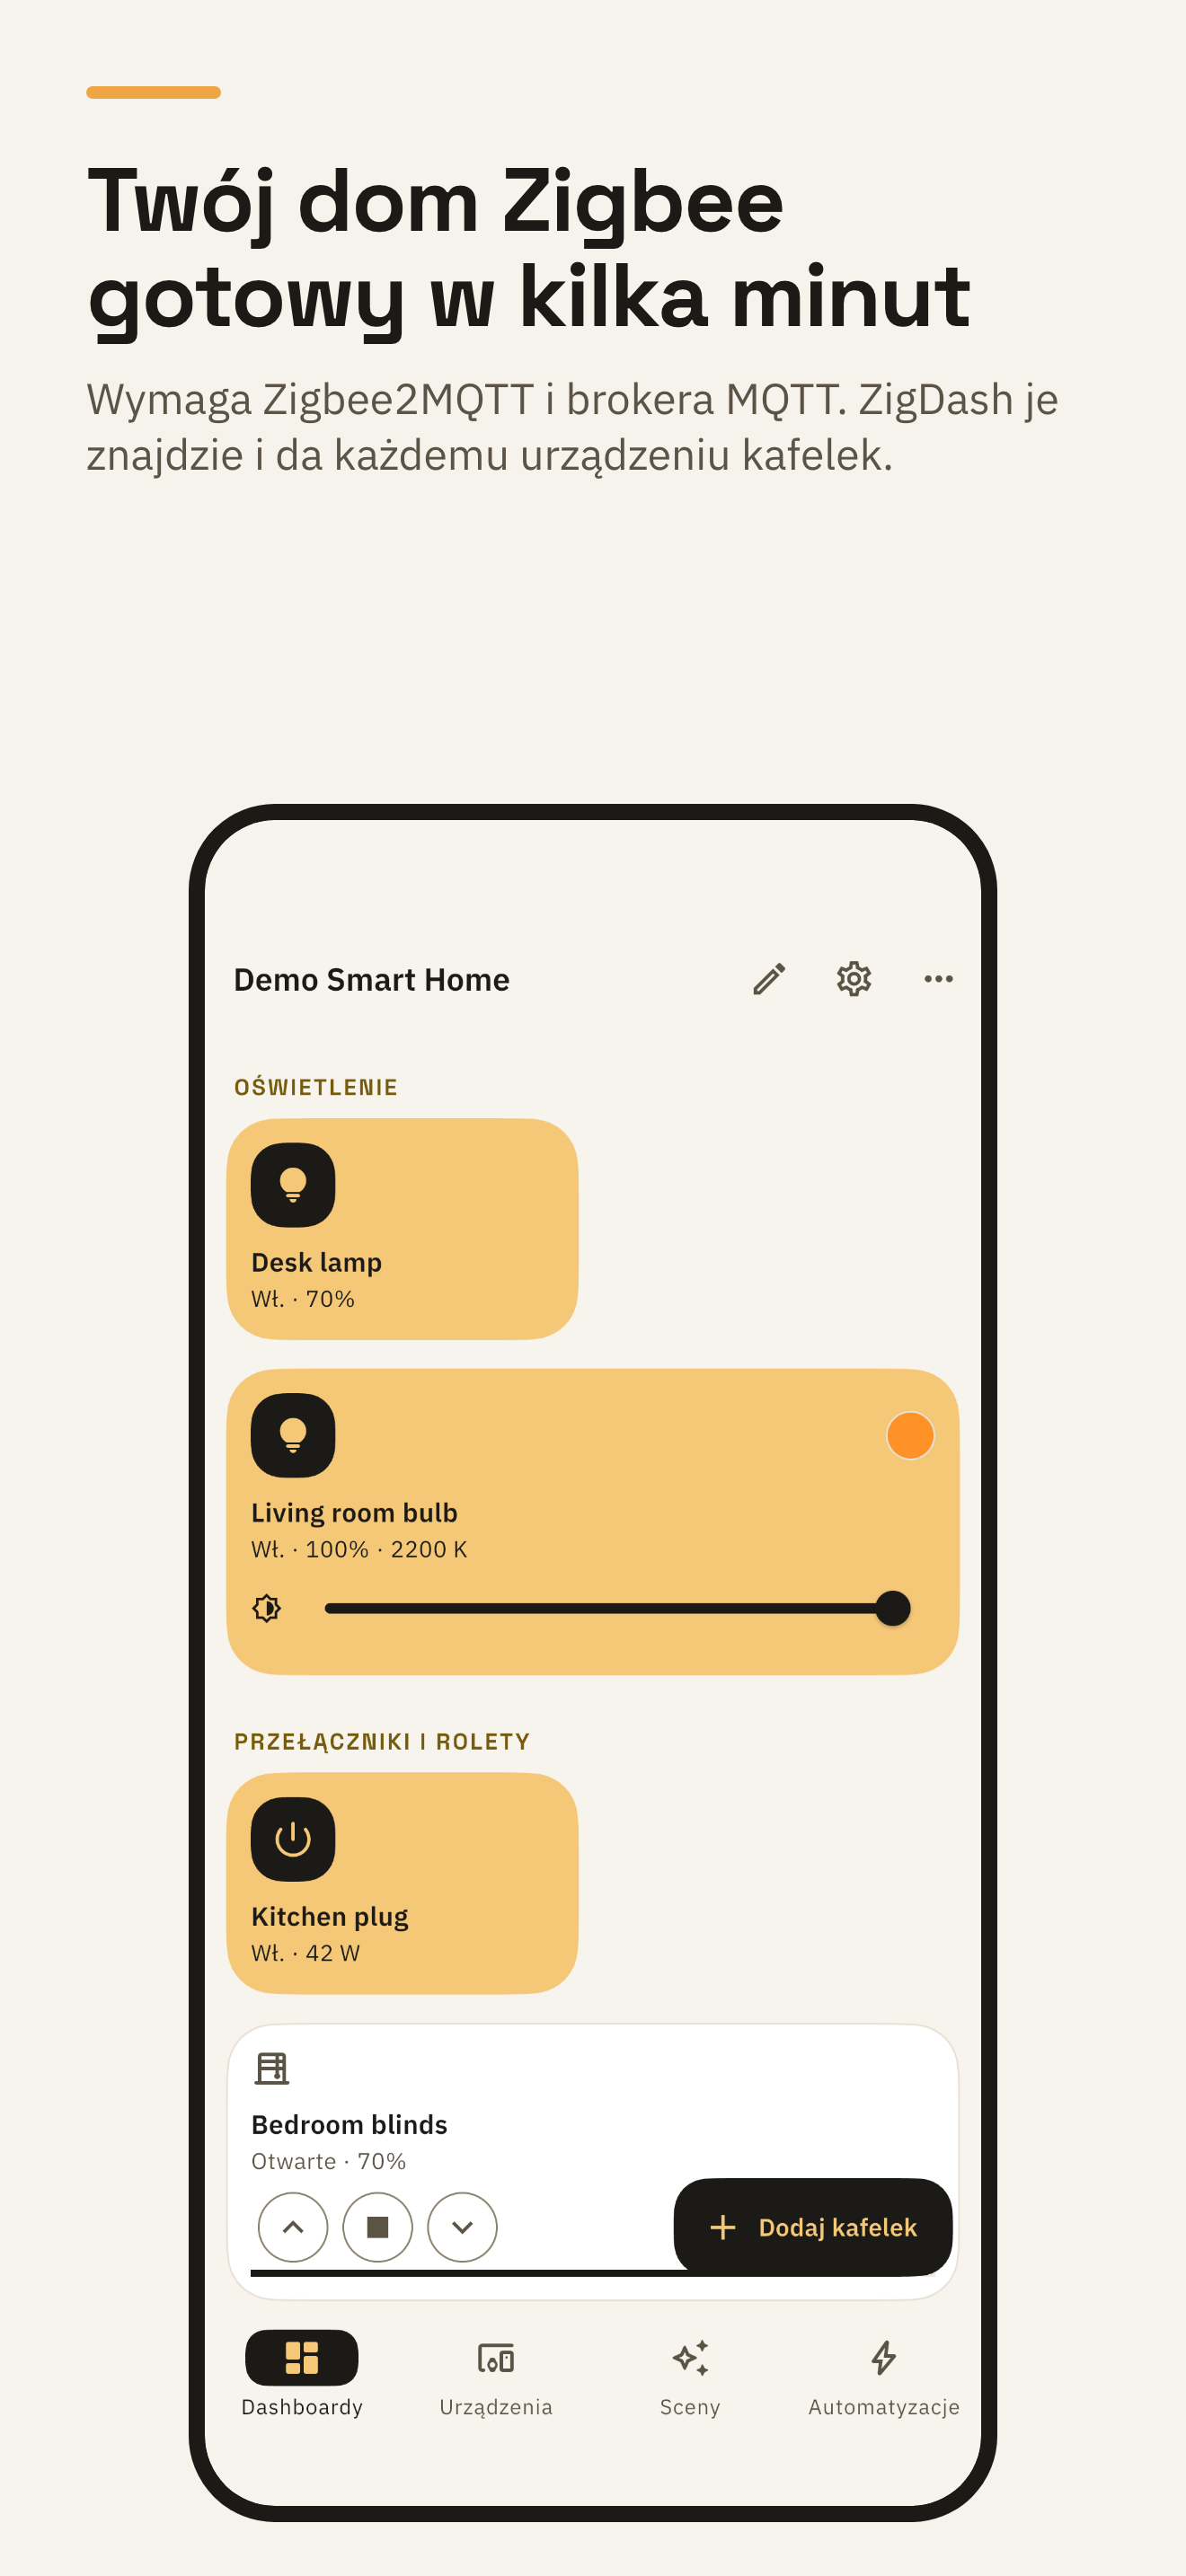 Twój dom Zigbee
gotowy w kilka minut
Wymaga Zigbee2MQTT i brokera MQTT. ZigDash je
znajdzie i da każdemu urządzeniu kafelek.
Demo Smart Home
OŚWIETLENIE
Desk lamp
Wł. · 70%
Living room bulb
Wł. · 100% · 2200 K
PRZEŁĄCZNIKI I ROLETY
Kitchen plug
Wł. · 42 W
Bedroom blinds
Otwarte · 70%
Dodaj kafelek
Dashboardy
Urządzenia
Sceny
Automatyzacje